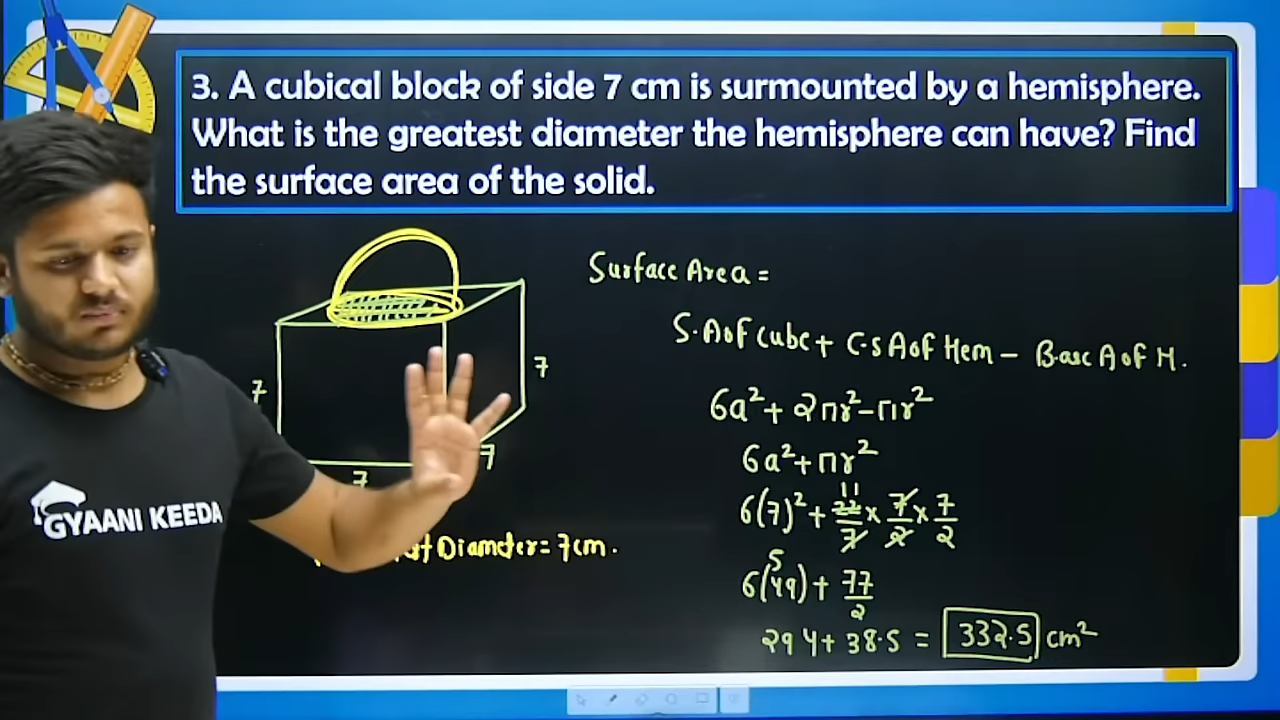 3. A cubical block of side 7 cm is surmounted by a hemisphere.
What is the greatest diameter the hemisphere can have? Find
the surface area of the solid.
Surface Area =
S.A of cube + C.S A of Hem - Base A of H.
7
7
7
7
6a² + 2πr² - πr²
6a² + πr²
6(7)² + 22/7 × 7/2 × 7/2
11
GYAANI KEEDA
Diameter = 7cm.
5
6(49) + 77/2
294 + 38.5 = 332.5 cm²